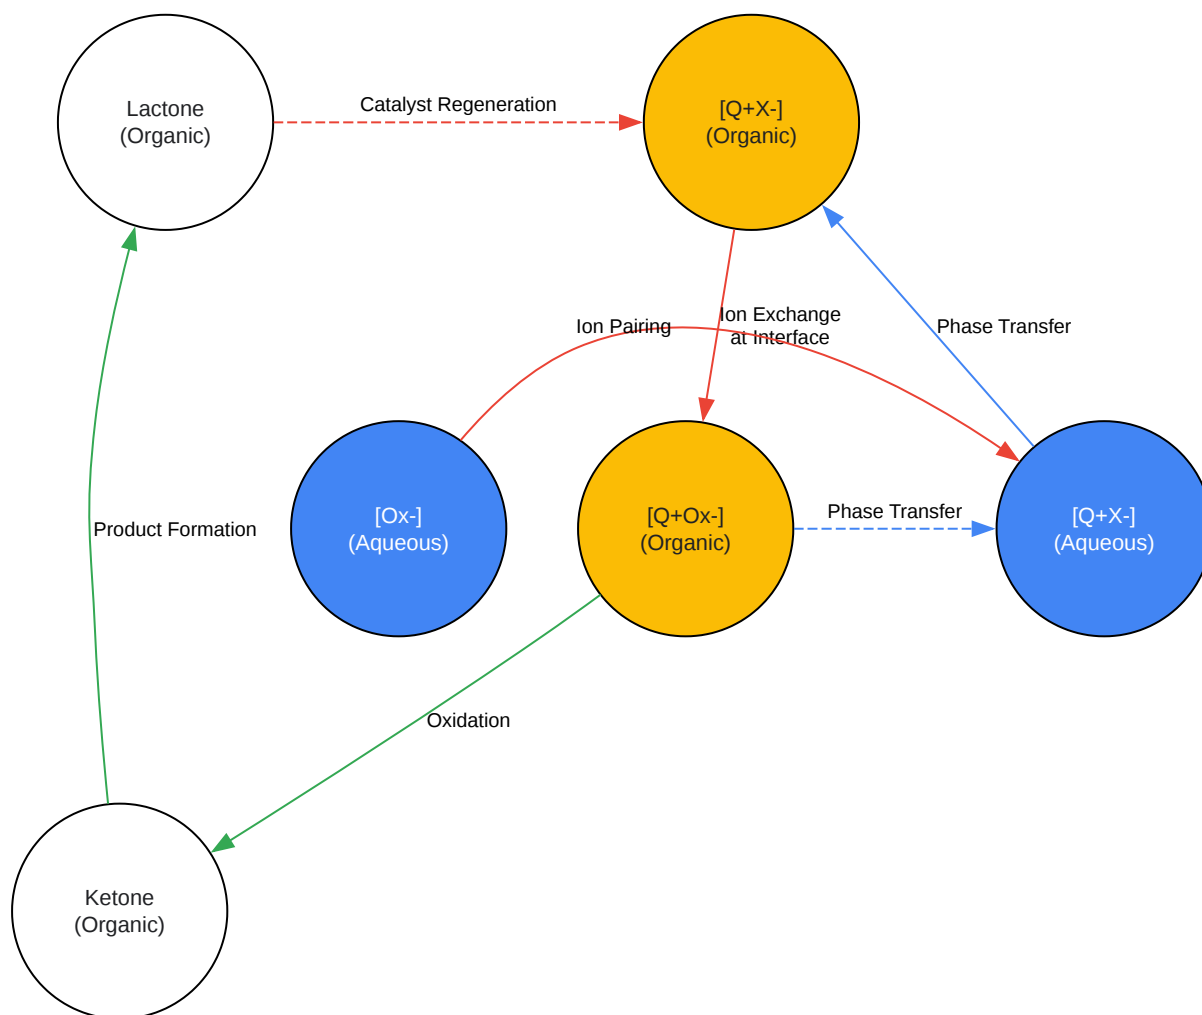 Lactone
(Organic)
Catalyst Regeneration
[Q+X-]
(Organic)
Ion Pairing
Ion Exchange
at Interface
Phase Transfer
[Ox-]
(Aqueous)
[Q+Ox-]
(Organic)
Phase Transfer
[Q+X-]
(Aqueous)
Product Formation
Oxidation
Ketone
(Organic)